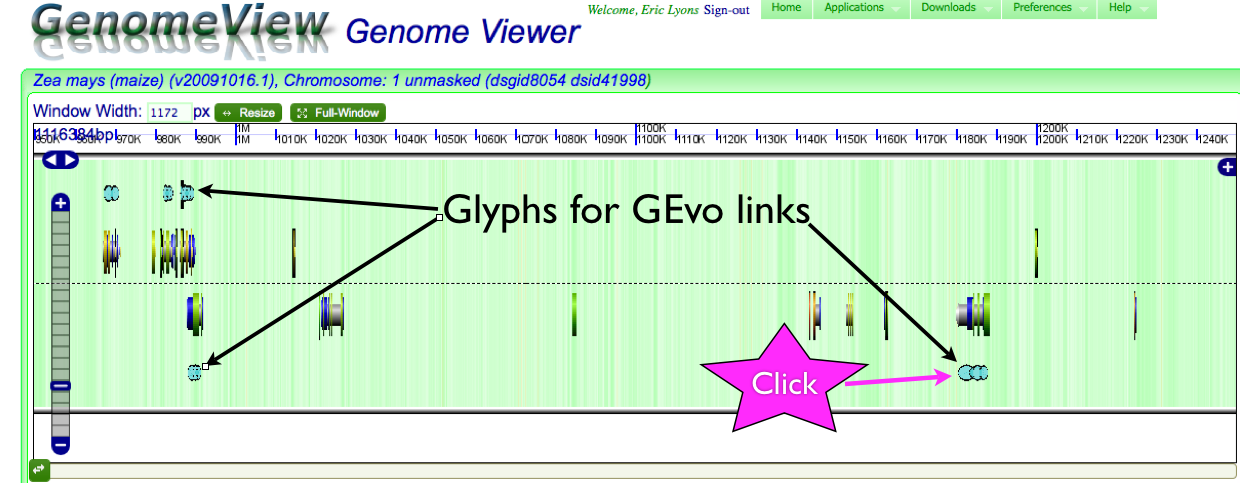 GenomeView Genome Viewer
Welcome, Eric Lyons Sign-out Home Applications Downloads Preferences Help
Zea mays (maize) (v20091016.1), Chromosome: 1 unmasked (dsgid8054 dsid41998)
Window Width: 1172 px Resize Full-Window
1M 1100K 1200K
1116384bp
950K 960K 970K 980K 990K 1M 1010K 1020K 1030K 1040K 1050K 1060K 1070K 1080K 1090K 1100K 1110K 1120K 1130K 1140K 1150K 1160K 1170K 1180K 1190K 1200K 1210K 1220K 1230K 1240K
Glyphs for GEvo links
Click